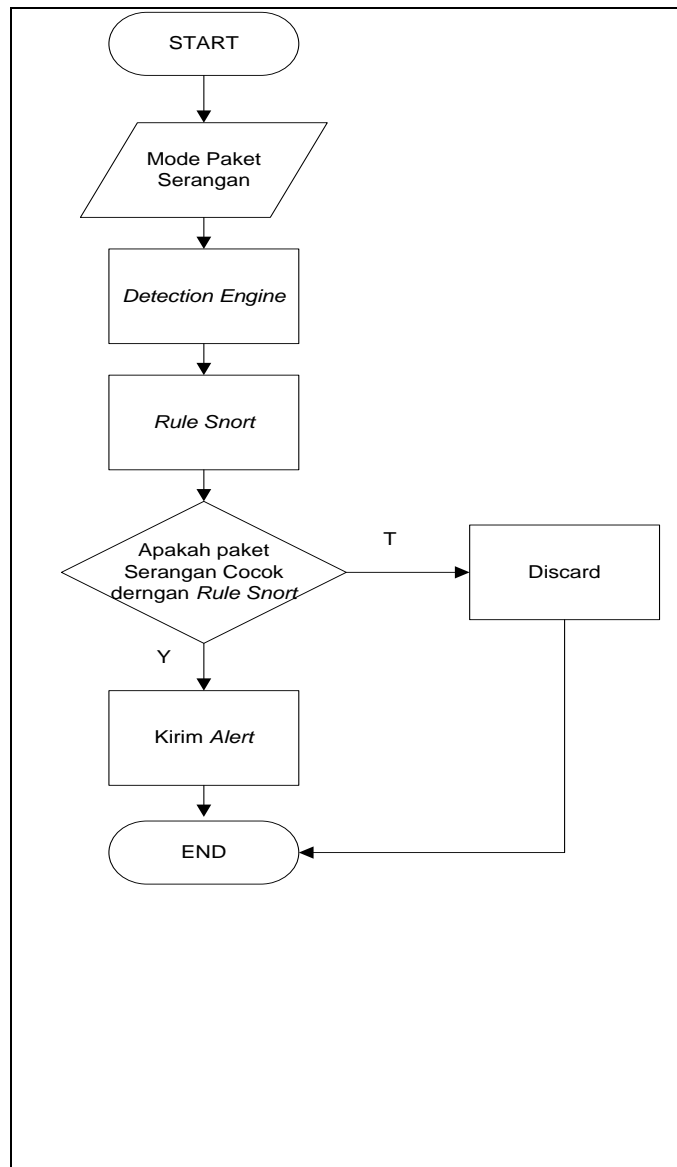 START
Mode Paket
Serangan
Detection Engine
Rule Snort
Apakah paket
Serangan Cocok
derngan Rule Snort
T
Discard
Y
Kirim Alert
END